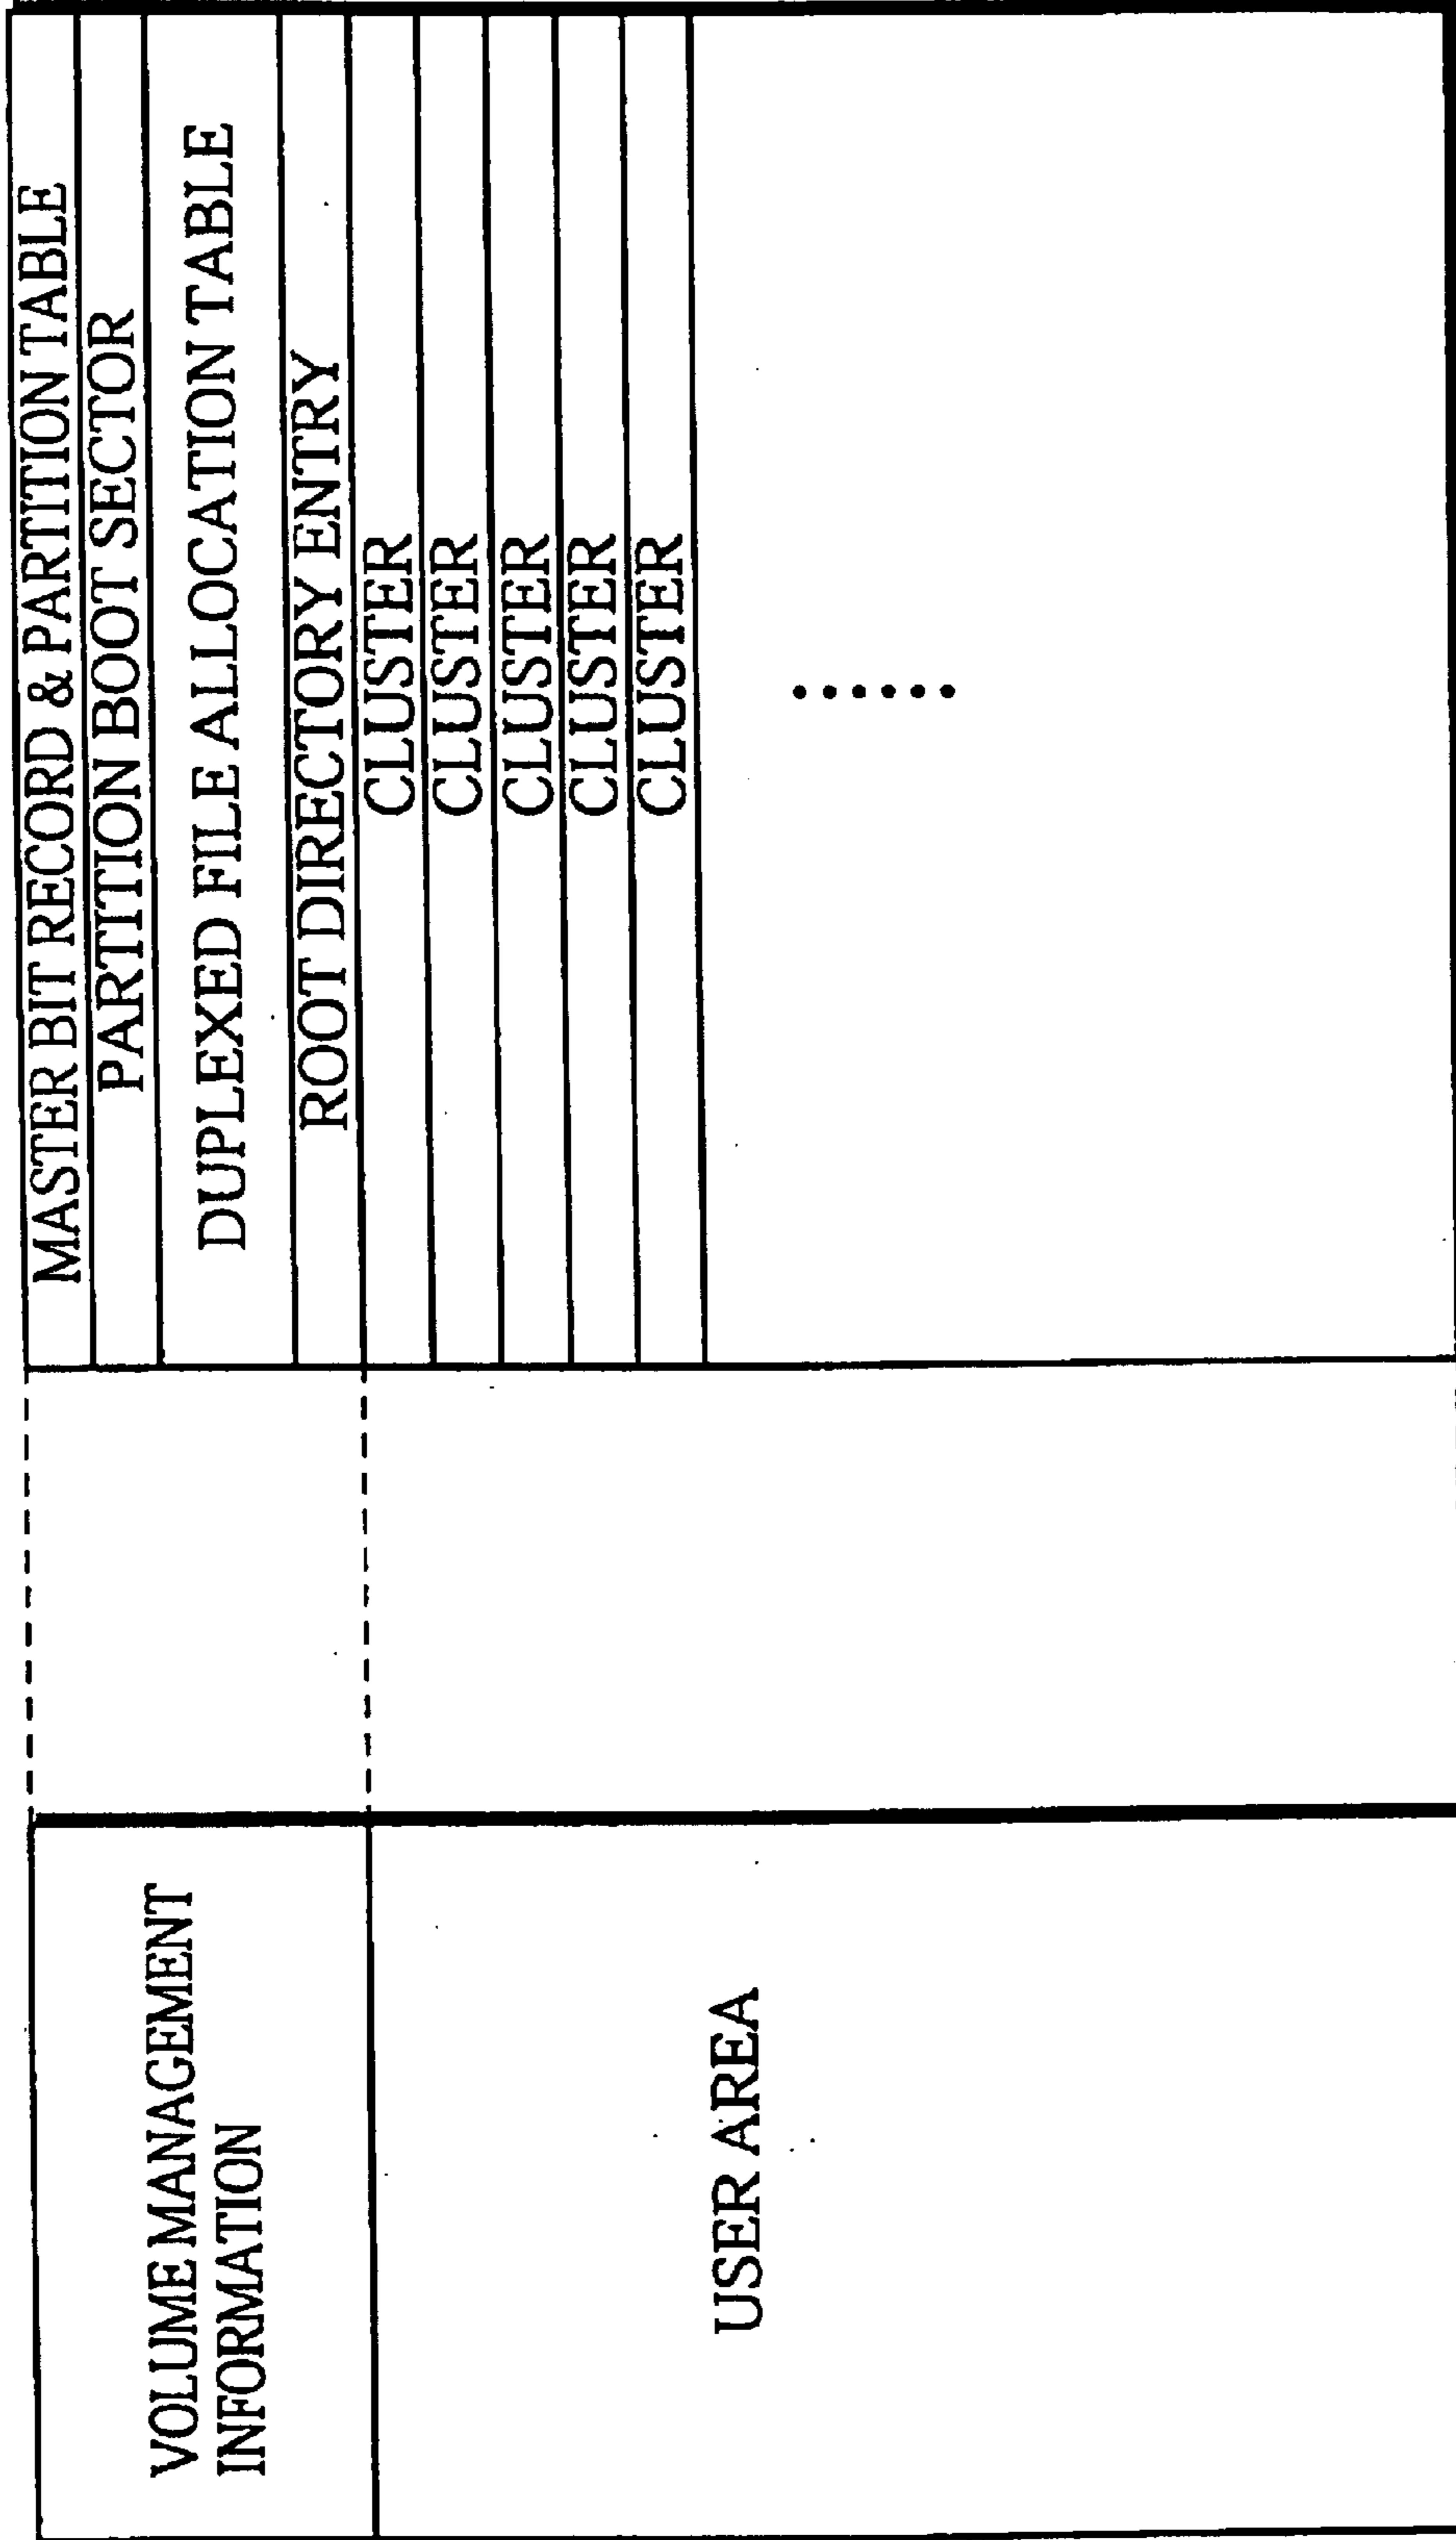 VOLUME MANAGEMENT
INFORMATION
USER AREA
MASTER BIT RECORD & PARTITION TABLE
PARTITION BOOT SECTOR
DUPLEXED FILE ALLOCATION TABLE
ROOT DIRECTORY ENTRY
CLUSTER
CLUSTER
CLUSTER
CLUSTER
CLUSTER
......